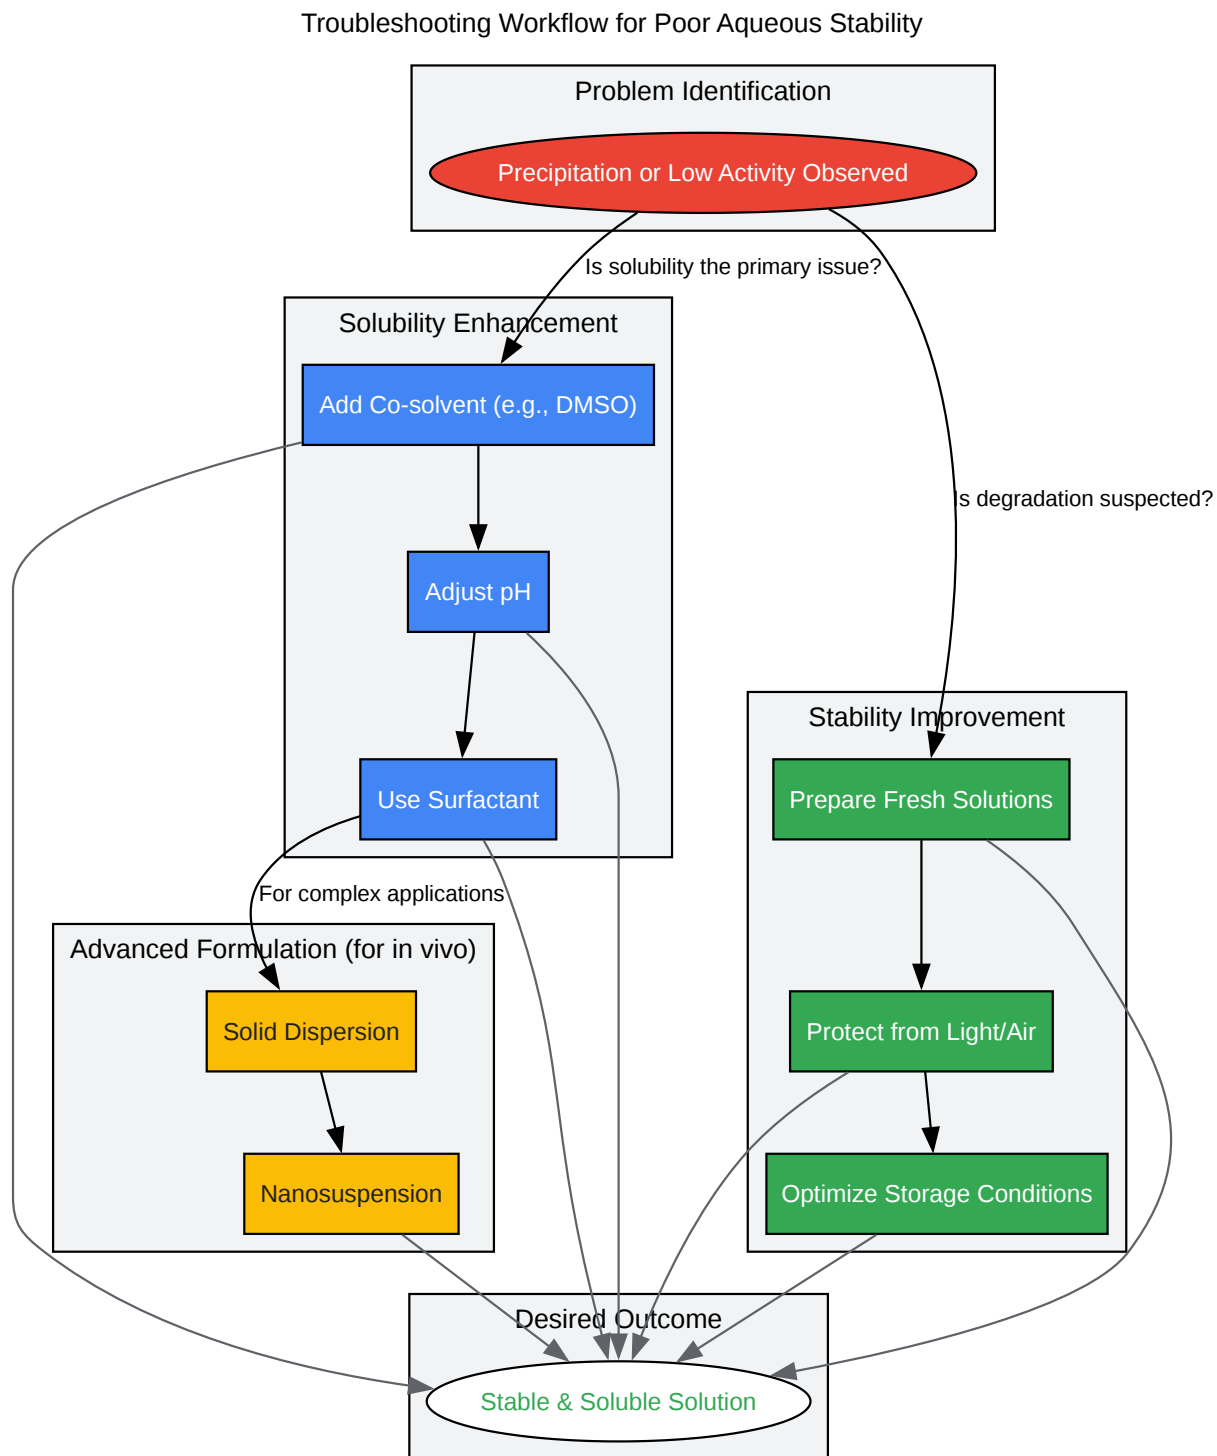 Troubleshooting Workflow for Poor Aqueous Stability
Problem Identification
Precipitation or Low Activity Observed
Is solubility the primary issue?
Solubility Enhancement
Add Co-solvent (e.g., DMSO)
Is degradation suspected?
Adjust pH
Stability Improvement
Use Surfactant
Prepare Fresh Solutions
For complex applications
Advanced Formulation (for in vivo)
Solid Dispersion
Protect from Light/Air
Nanosuspension
Optimize Storage Conditions
Desired Outcome
Stable & Soluble Solution